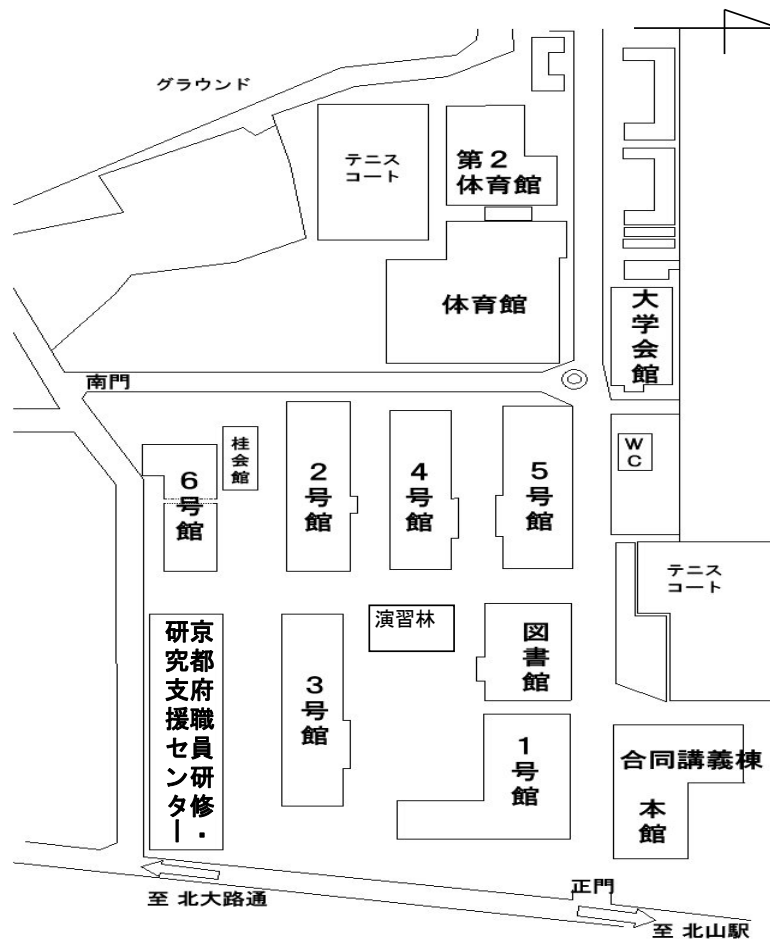 グラウンド
テニス
コート
第２
体育館
体育館
大学会館
南門
桂会館
6号館
2号館
4号館
5号館
WC
テニス
コート
演習林
図書館
京都府職員研修・
研究支援センター
3号館
1号館
合同講義棟
本館
正門
至 北大路通
至 北山駅